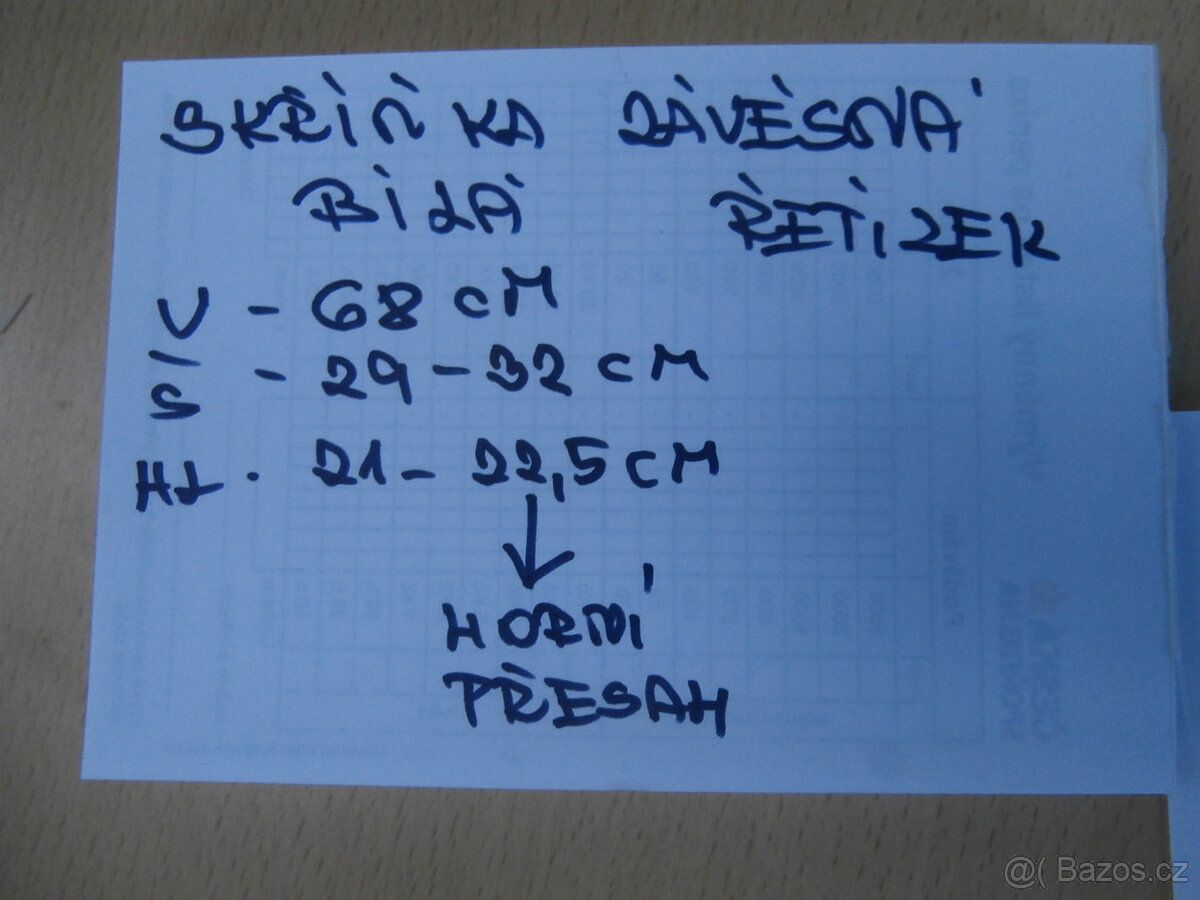 SKŘÍŇKA ZÁVĚSNÁ
BÍLÁ ŘETÍZEK
V - 68 cM
Š - 29 - 32 cM
HL. 21 - 22,5 cM
HORNÍ
PŘESAH
@( Bazos.cz